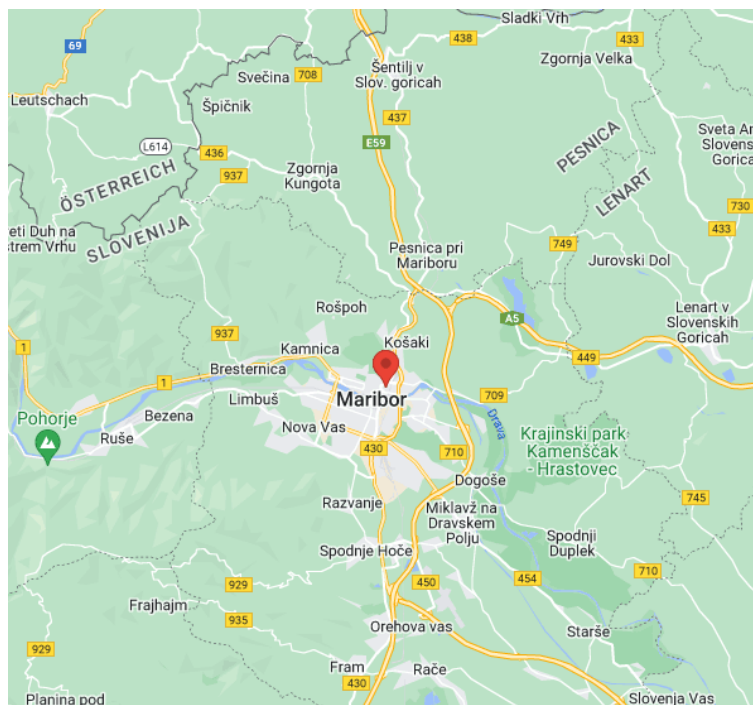 Sladki Vrh
69
438
433
Zgornja Velka
Svečina
708
Šentilj v
Slov. goricah
Leutschach
Špičnik
437
L614
436
E59
PESNICA
Sveta An
Slovens
Gorica
937
Zgornja
Kungota
ÖSTERREICH
LENART
730
SLOVENIJA
eti Duh na
strem Vrhu
433
749
Pesnica pri
Mariboru
Jurovski Dol
Rošpoh
A5
Lenart v
Slovenskih
Goricah
937
Košaki
1
Kamnica
449
Bresternica
1
709
Limbuš
Maribor
Drava
Pohorje
Bezena
Nova Vas
Krajinski park
Kamenščak
- Hrastovec
Ruše
430
710
Dogoše
745
Razvanje
Miklavž na
Dravskem
Polju
Spodnji
Duplek
Spodnje Hoče
710
929
450
454
Frajhajm
935
Orehova vas
Starše
929
Fram
Rače
430
Planina pod
Slovenja Vas